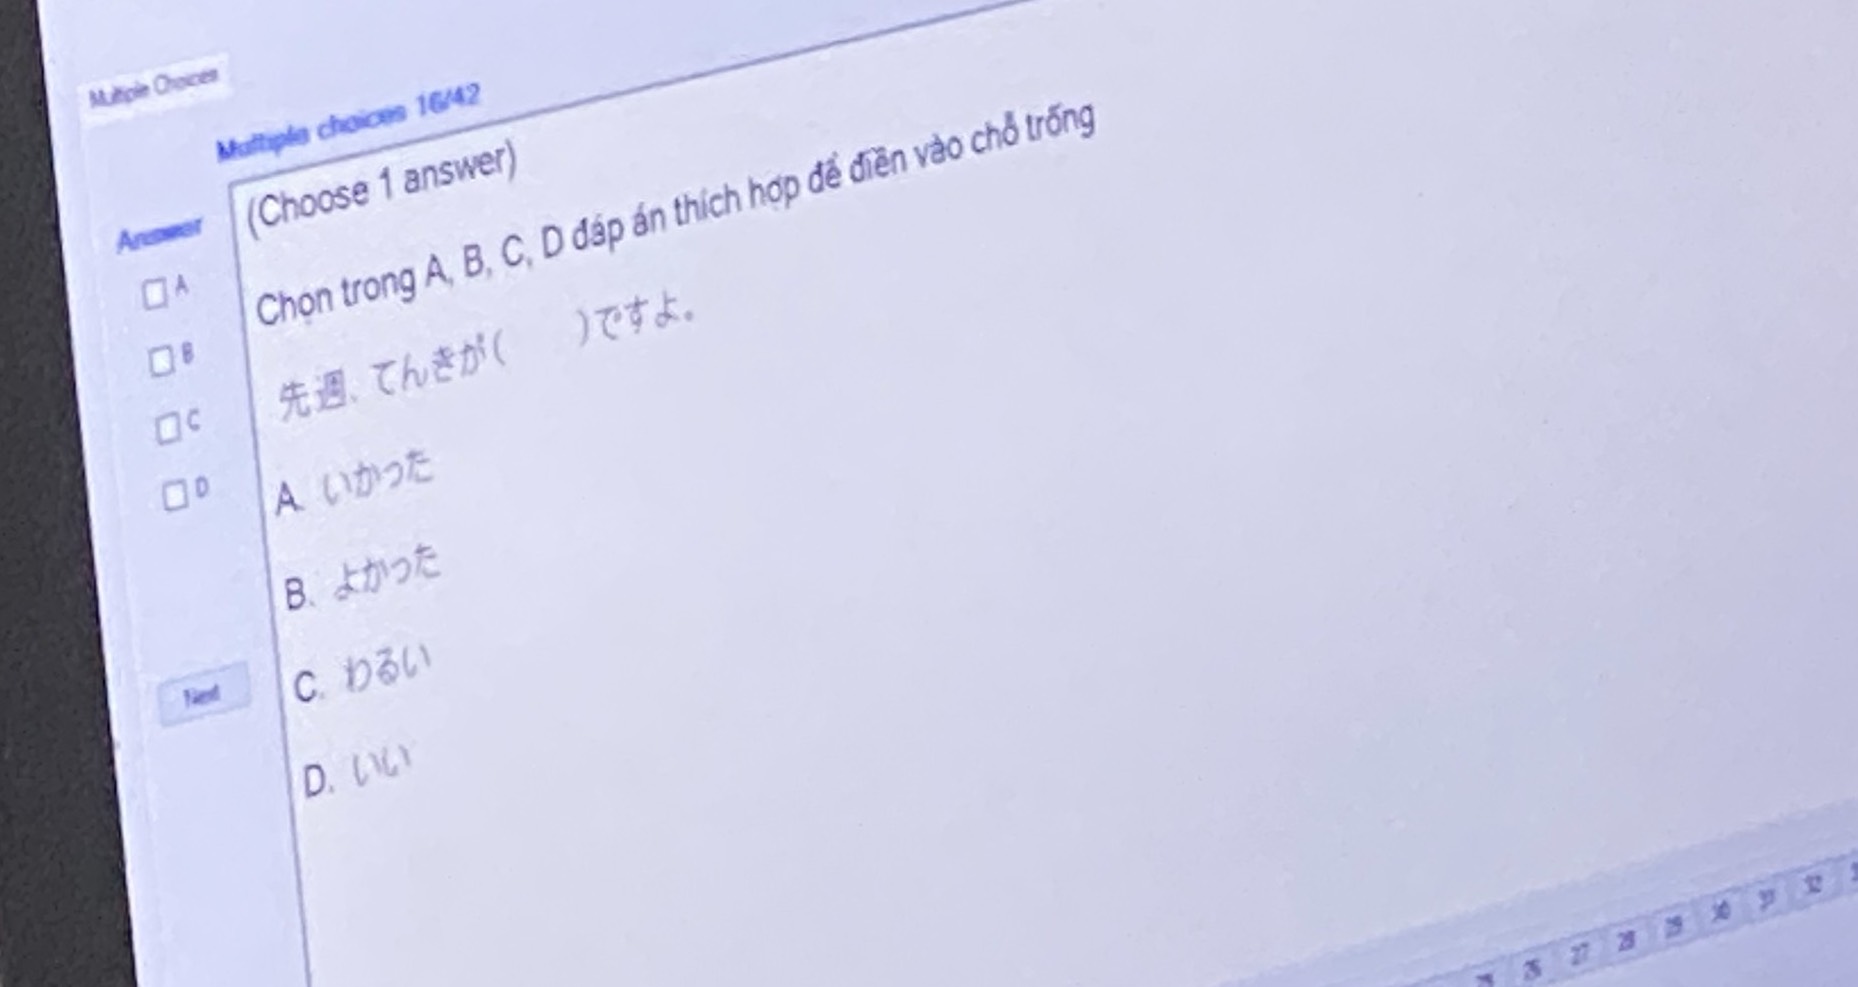 Multiple Choices
Multiple choices 16/42
Answer
A
B
C
D
Next
(Choose 1 answer)
Chọn trong A, B, C, D đáp án thích hợp để điền vào chỗ trống
先週、てんきが( )ですよ。
A. いかった
B. よかった
C. わるい
D. いい
26 27 28 29 30 31 32